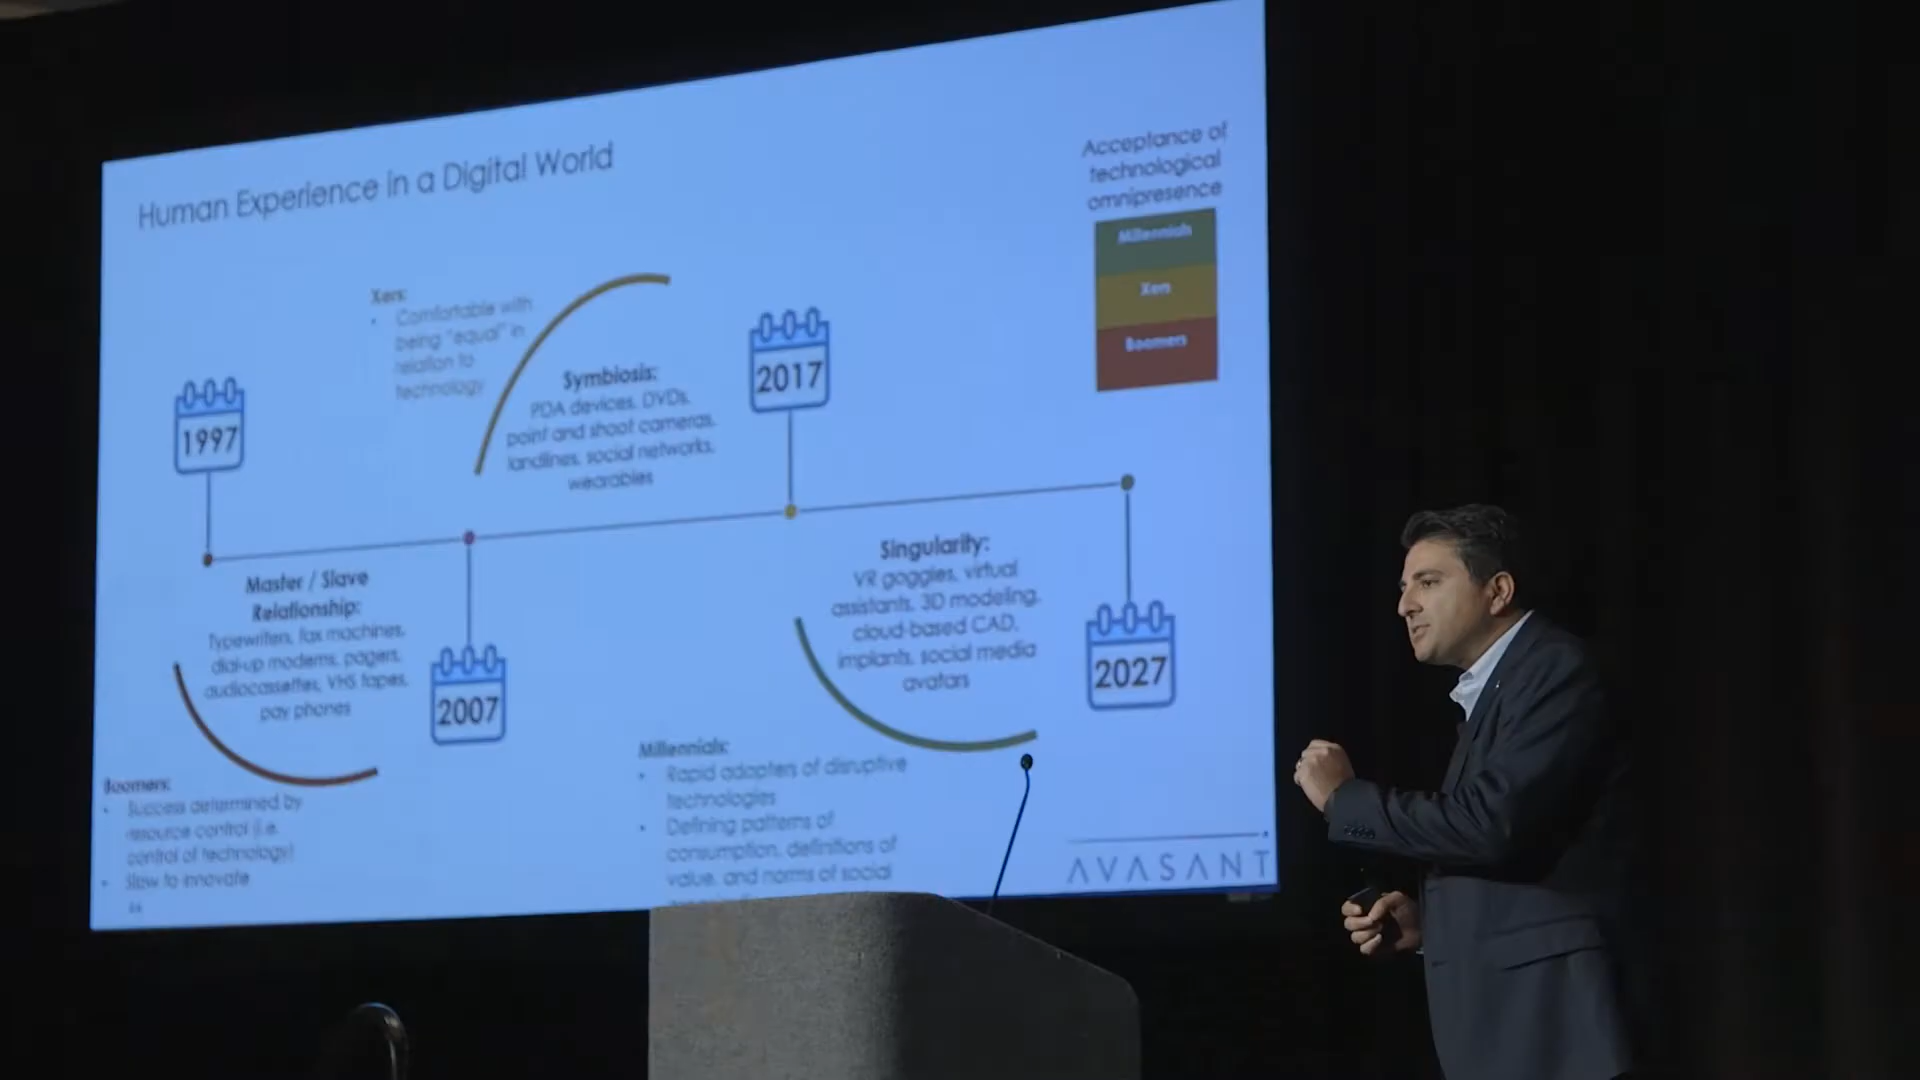 Human Experience in a Digital World
Acceptance of
technological
omnipresence
Millennials
Xers
Boomers
Xers:
• Comfortable with
being "equal" in
relation to
technology
Symbiosis:
PDA devices, DVDs,
point and shoot cameras,
landlines, social networks,
wearables
1997
2017
Master / Slave
Relationship:
Typewriters, fax machines,
dial-up modems, pagers,
audiocassettes, VHS tapes,
pay phones
2007
Singularity:
VR goggles, virtual
assistants, 3D modeling,
cloud-based CAD,
implants, social media
avatars
2027
Boomers:
• Success determined by
resource control (i.e.
control of technology)
• Slow to innovate
Millennials:
• Rapid adapters of disruptive
technologies
• Defining patterns of
consumption, definitions of
value, and norms of social
AVASANT